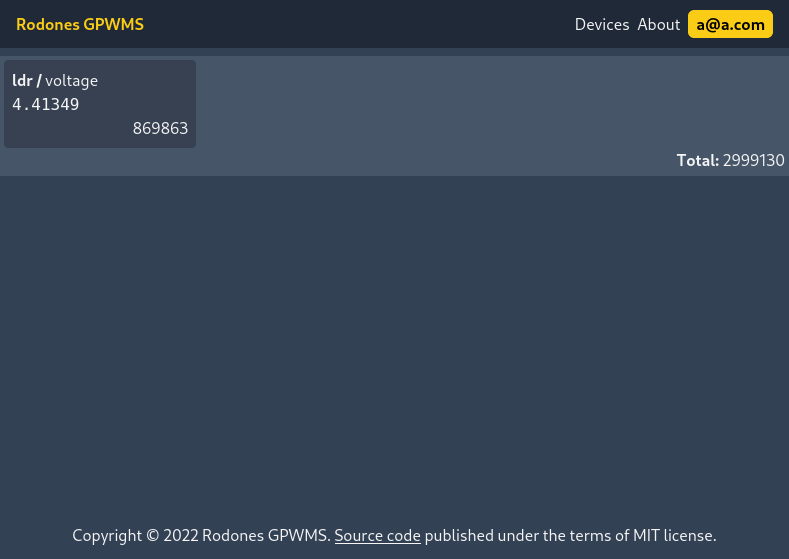 Rodones GPWMS Devices About a@a.com
ldr / voltage
4.41349
869863
Total: 2999130
Copyright © 2022 Rodones GPWMS. Source code published under the terms of MIT license.